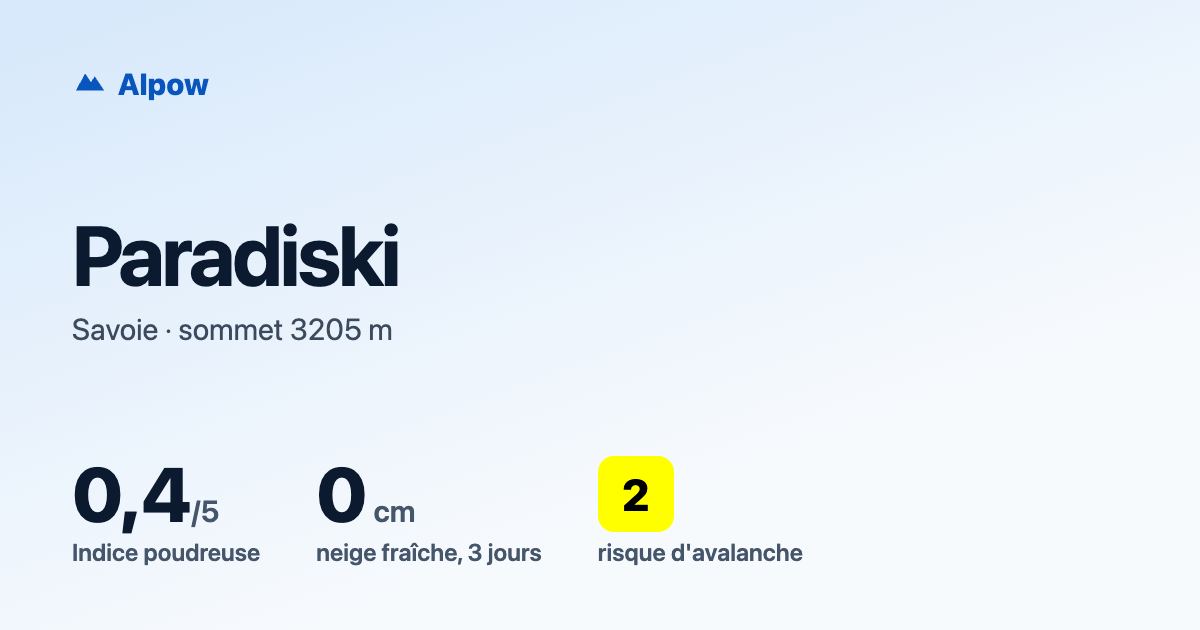 Alpow
Paradiski
Savoie · sommet 3205 m
0,4/5
Indice poudreuse
0 cm
neige fraîche, 3 jours
2
risque d'avalanche